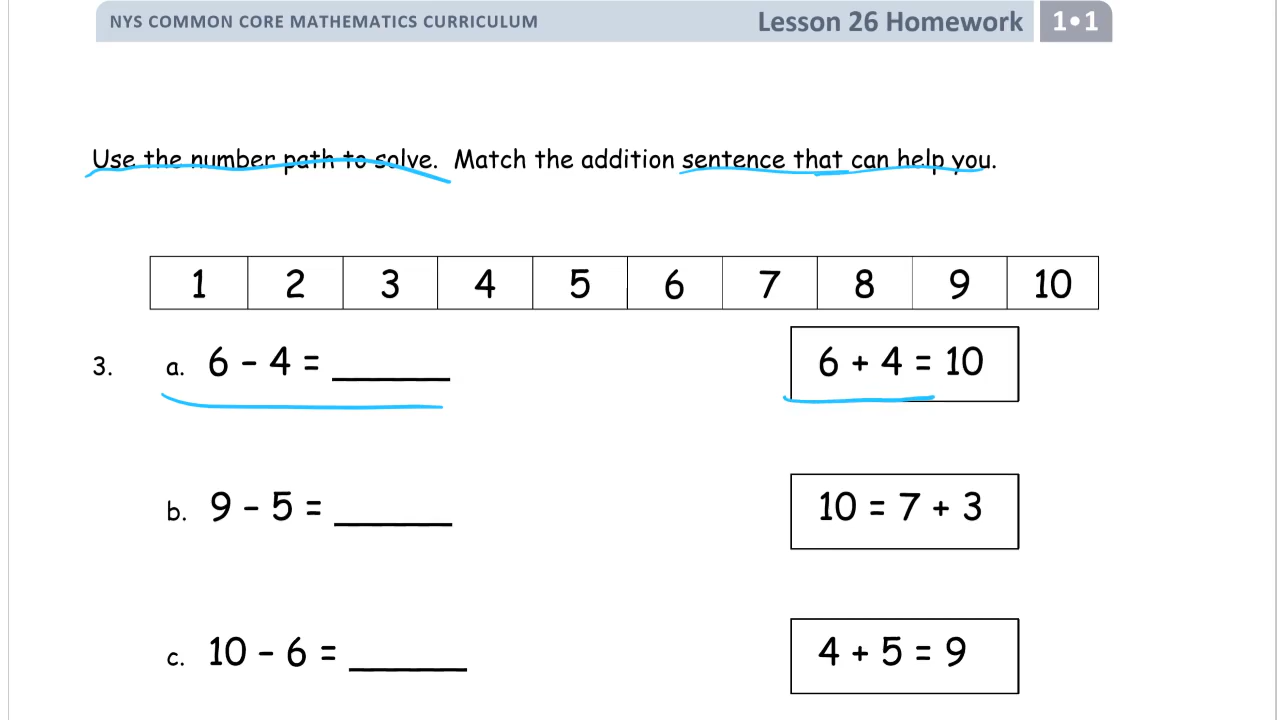 NYS COMMON CORE MATHEMATICS CURRICULUM Lesson 26 Homework 1•1
Use the number path to solve. Match the addition sentence that can help you.
1 2 3 4 5 6 7 8 9 10
3. a. 6 - 4 = ______ 6 + 4 = 10
b. 9 - 5 = ______ 10 = 7 + 3
c. 10 - 6 = ______ 4 + 5 = 9